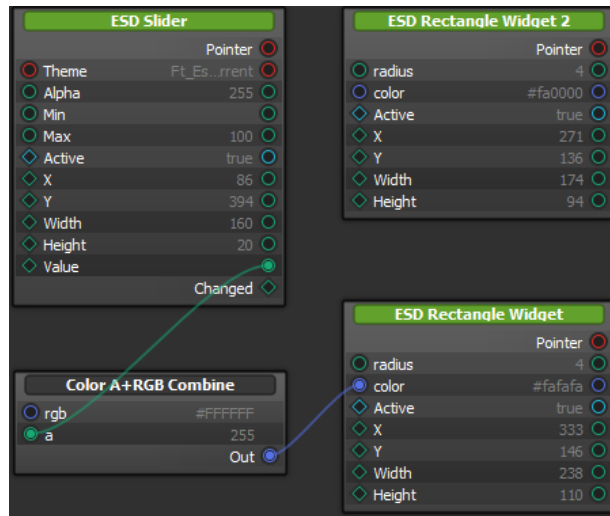 ESD Slider
Pointer
Theme Ft_Es...rrent
Alpha 255
Min
Max 100
Active true
X 86
Y 394
Width 160
Height 20
Value
Changed
Color A+RGB Combine
rgb #FFFFFF
a 255
Out
ESD Rectangle Widget 2
Pointer
radius 4
color #fa0000
Active true
X 271
Y 136
Width 174
Height 94
ESD Rectangle Widget
Pointer
radius 4
color #fafafa
Active true
X 333
Y 146
Width 238
Height 110